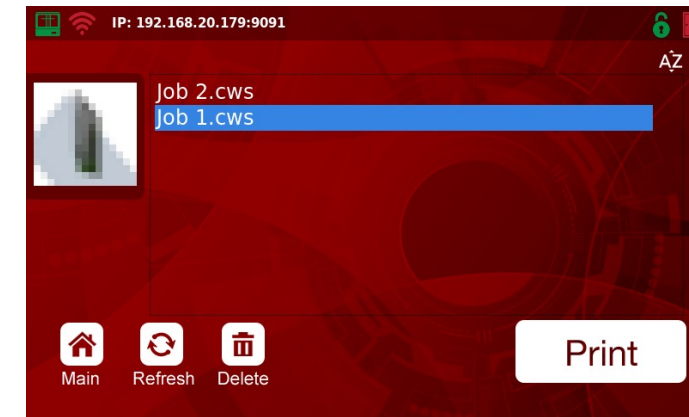 IP: 192.168.20.179:9091
AZ
Job 2.cws
Job 1.cws
Main
Refresh
Delete
Print